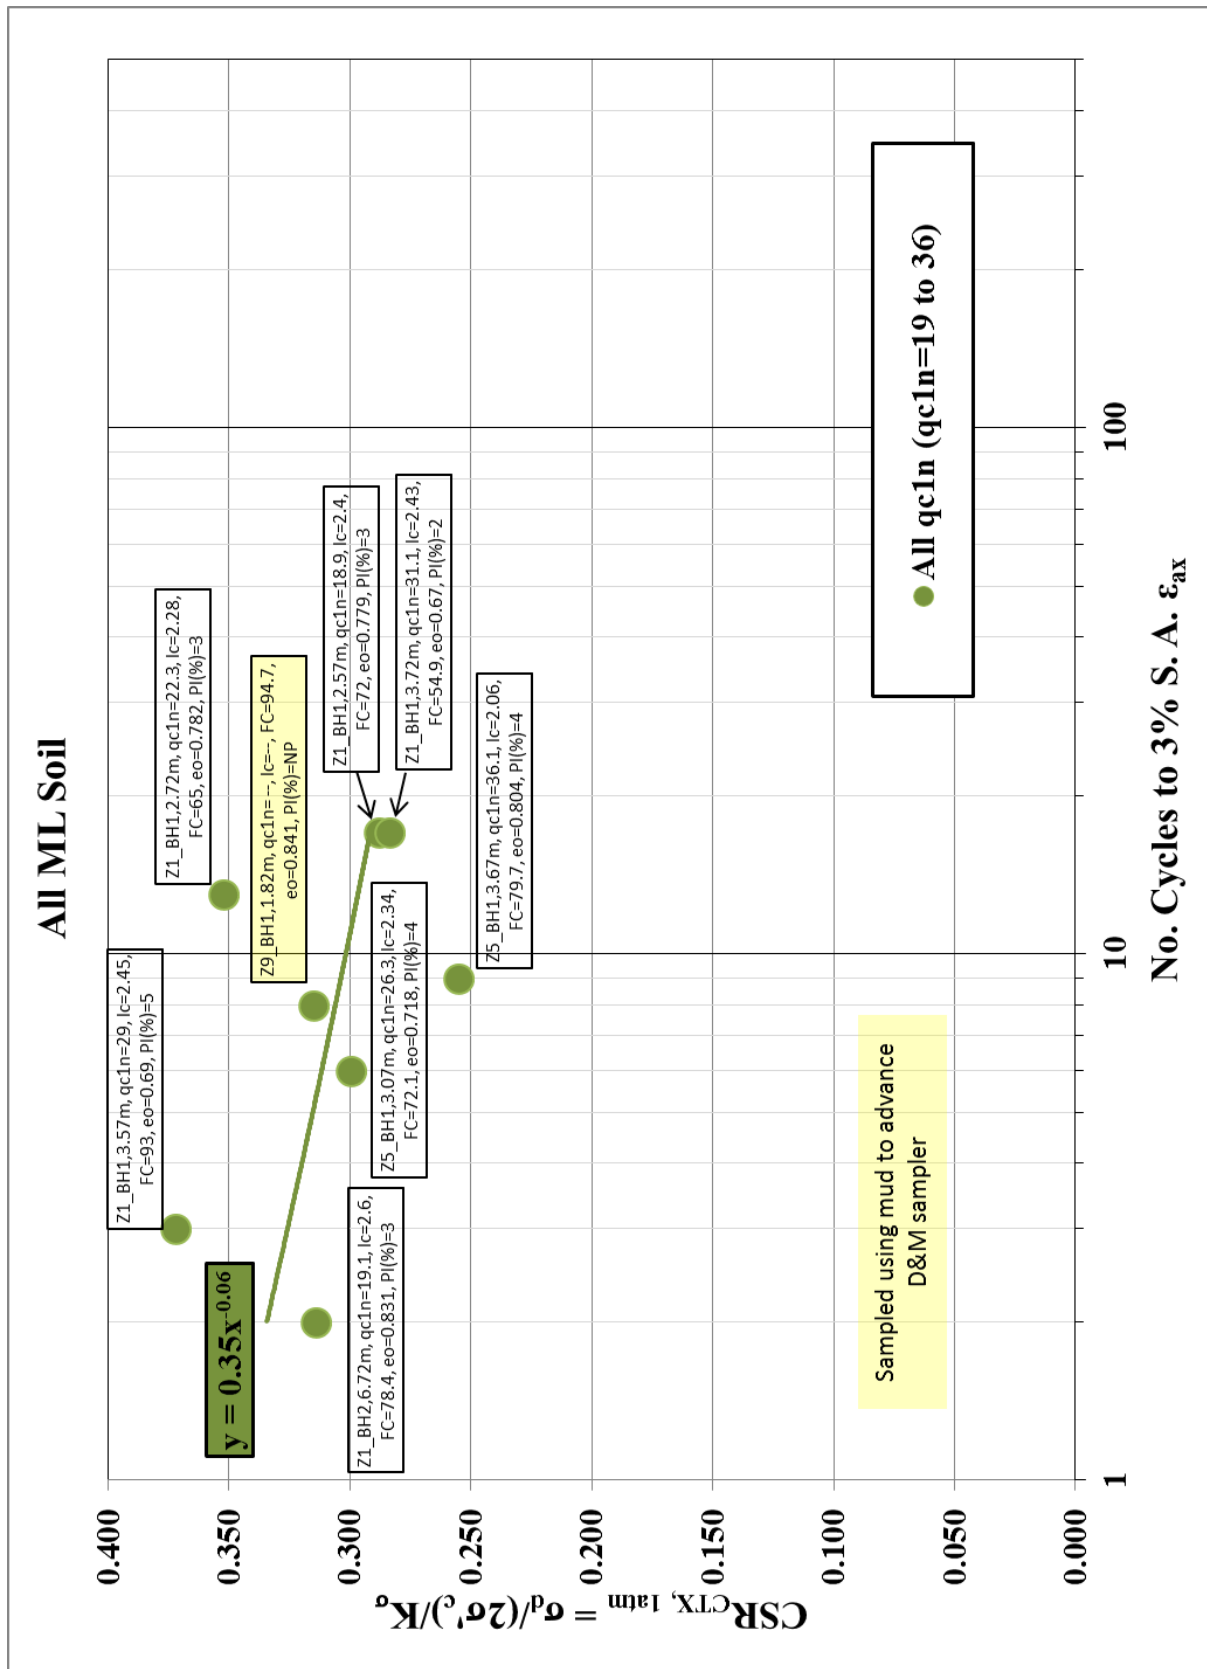 All ML Soil
CSR CTX, 1atm = σd/(2σ'c)/Kσ
0.400
0.350
0.300
0.250
0.200
0.150
0.100
0.050
0.000
y = 0.35x^-0.06
Z1_BH1,3.57m, qc1n=29, Ic=2.45,
FC=93, eo=0.69, PI(%)=5
Z1_BH1,2.72m, qc1n=22.3, Ic=2.28,
FC=65, eo=0.782, PI(%)=3
Z9_BH1,1.82m, qc1n=--, Ic=--, FC=94.7,
eo=0.841, PI(%)=NP
Z1_BH1,2.57m, qc1n=18.9, Ic=2.4,
FC=72, eo=0.779, PI(%)=3
Z1_BH2,6.72m, qc1n=19.1, Ic=2.6,
FC=78.4, eo=0.831, PI(%)=3
Z5_BH1,3.07m, qc1n=26.3, Ic=2.34,
FC=72.1, eo=0.718, PI(%)=4
Z1_BH1,3.72m, qc1n=31.1, Ic=2.43,
FC=54.9, eo=0.67, PI(%)=2
Z5_BH1,3.67m, qc1n=36.1, Ic=2.06,
FC=79.7, eo=0.804, PI(%)=4
Sampled using mud to advance
D&M sampler
All qc1n (qc1n=19 to 36)
1
10
100
No. Cycles to 3% S. A. εax